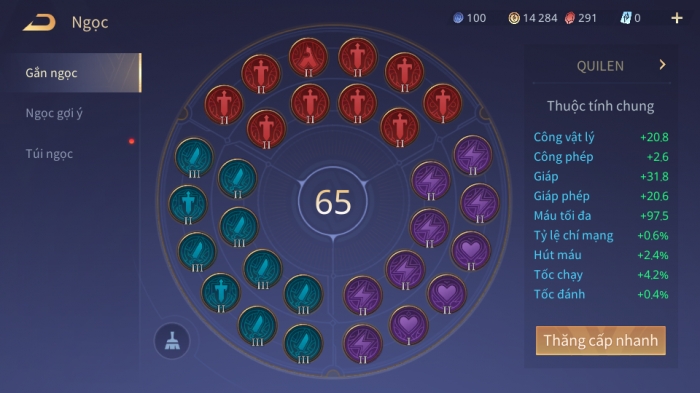 Ngọc
100
14 284
291
0
+
Gắn ngọc
Ngọc gợi ý
Túi ngọc
65
QUILEN
Thuộc tính chung
Công vật lý +20.8
Công phép +2.6
Giáp +31.8
Giáp phép +20.6
Máu tối đa +97.5
Tỷ lệ chí mạng +0.6%
Hút máu +2.4%
Tốc chạy +4.2%
Tốc đánh +0.4%
Thăng cấp nhanh